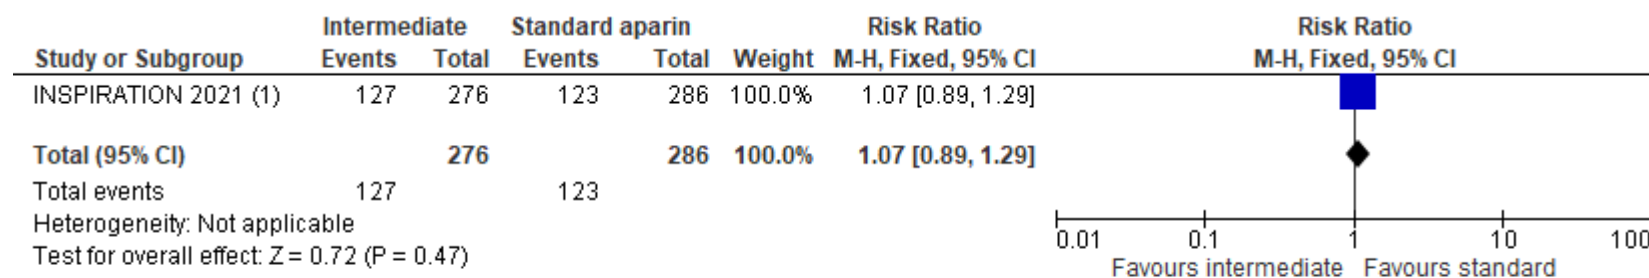 Intermediate Standard aparin Risk Ratio Risk Ratio
Study or Subgroup Events Total Events Total Weight M-H, Fixed, 95% CI M-H, Fixed, 95% CI
INSPIRATION 2021 (1) 127 276 123 286 100.0% 1.07 [0.89, 1.29]
Total (95% CI) 276 286 100.0% 1.07 [0.89, 1.29]
Total events 127 123
Heterogeneity: Not applicable
Test for overall effect: Z = 0.72 (P = 0.47)
0.01 0.1 1 10 100
Favours intermediate Favours standard